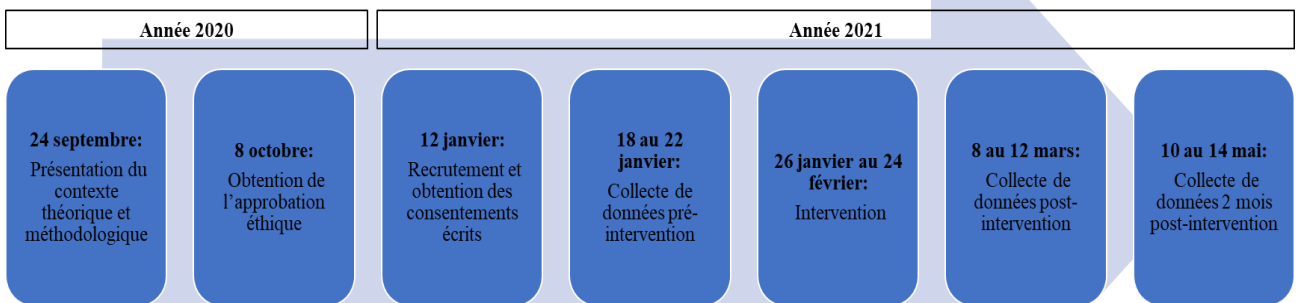 Année 2020
Année 2021
24 septembre:
Présentation du
contexte
théorique et
méthodologique
8 octobre:
Obtention de
l’approbation
éthique
12 janvier:
Recrutement et
obtention des
consentements
écrits
18 au 22
janvier:
Collecte de
données pré-
intervention
26 janvier au 24
février:
Intervention
8 au 12 mars:
Collecte de
données post-
intervention
10 au 14 mai:
Collecte de
données 2 mois
post-intervention